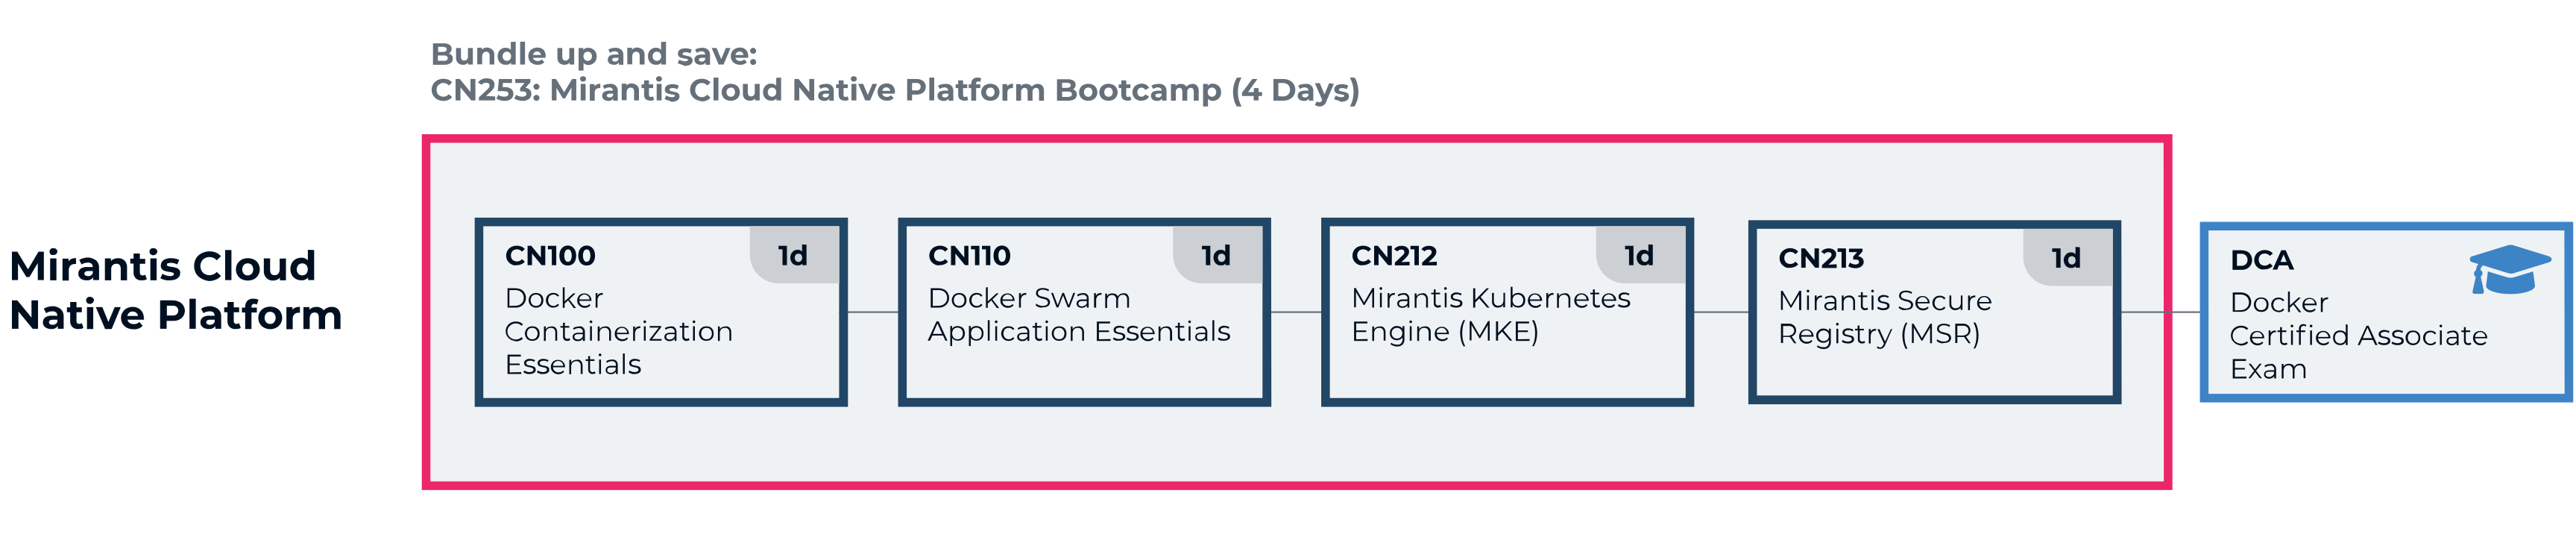 Bundle up and save:
CN253: Mirantis Cloud Native Platform Bootcamp (4 Days)
Mirantis Cloud
Native Platform
CN100
1d
Docker
Containerization
Essentials
CN110
1d
Docker Swarm
Application Essentials
CN212
1d
Mirantis Kubernetes
Engine (MKE)
CN213
1d
Mirantis Secure
Registry (MSR)
DCA
Docker
Certified Associate
Exam